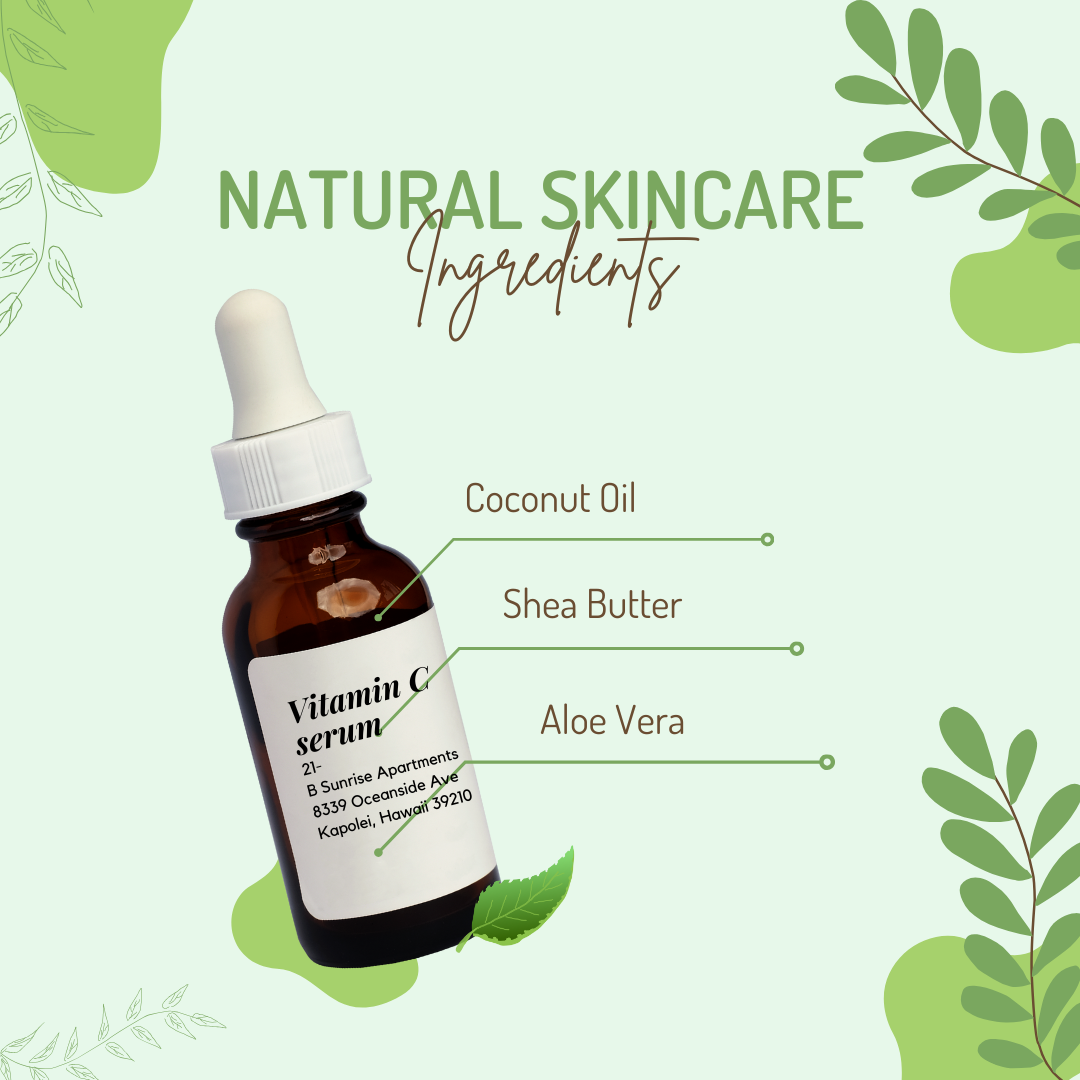 NATURAL SKINCARE
Ingredients
Coconut Oil
Shea Butter
Aloe Vera
Vitamin C
serum
21-
B Sunrise Apartments
8339 Oceanside Ave
Kapolei, Hawaii 39210